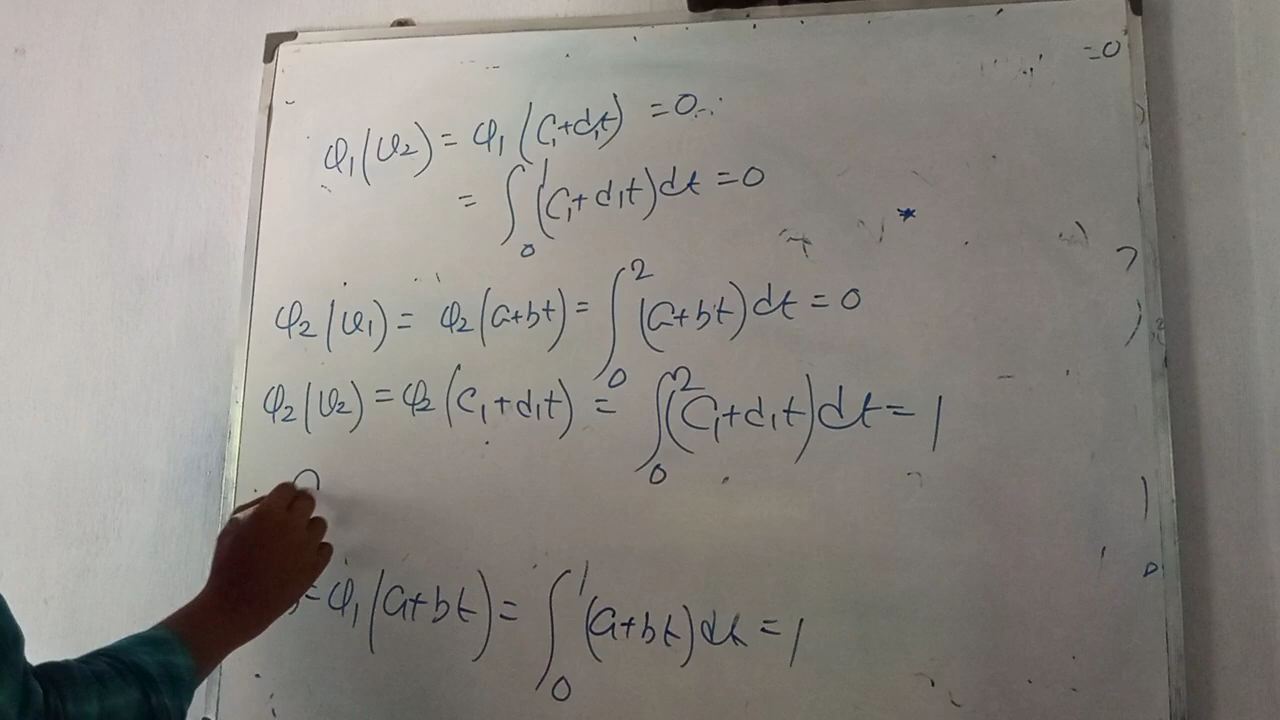 =0
φ₁(v₂) = φ₁(C₁+d₁t) =0
= ∫₀¹ (C₁+d₁t)dt =0
φ₂(v₁) = φ₂(a+bt) = ∫₀² (a+bt)dt =0
φ₂(v₂) = φ₂(C₁+d₁t) = ∫₀² (C₁+d₁t)dt = 1
= φ₁(a+bt) = ∫₀¹ (a+bt)dt = 1